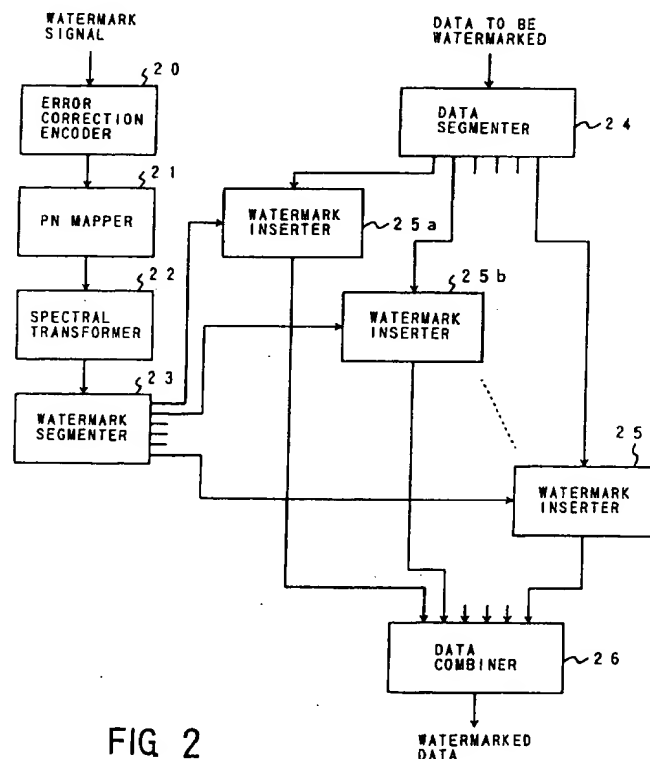 WATERMARK
SIGNAL
DATA TO BE
WATERMARKED
20
ERROR
CORRECTION
ENCODER
DATA
SEGMENTER
24
21
PN MAPPER
WATERMARK
INSERTER
25a
22
SPECTRAL
TRANSFORMER
25b
WATERMARK
INSERTER
23
WATERMARK
SEGMENTER
25
WATERMARK
INSERTER
DATA
COMBINER
26
FIG 2
WATERMARKED
DATA